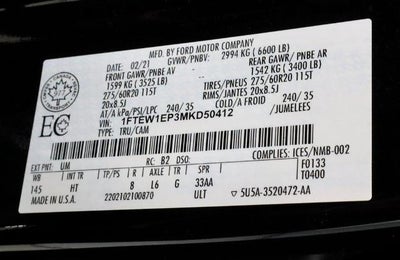 MFD. BY FORD MOTOR COMPANY
02/21 GVWR/PNBV: 2994 KG ( 6600 LB)
FRONT GAWR/ PNBE AV REAR GAWR/ PNBE AR
1599 KG ( 3525 LB) 1542 KG ( 3400 LB)
275/60R20 115T TIRES/PNEUS 275/60R20 115T
20x8.5J RIMS/JANTES 20x8.5J
AT/A kPa/PSI/LPC 240/ 35 COLD/A FROID 240/ 35
VIN: 1FTEW1EP3MKD50412 /JUMELEES
TYPE: TRU/CAM
EC
COMPLIES: ICES/NMB-002
EXT PNT: UM RC: B2 DSO: F0133
WB INT TR TP/PS R AXLE TR SPR T0400
145 HT 8 L6 G 33AA
MADE IN U.S.A. 2202102100870 ULT 5U5A-3520472-AA